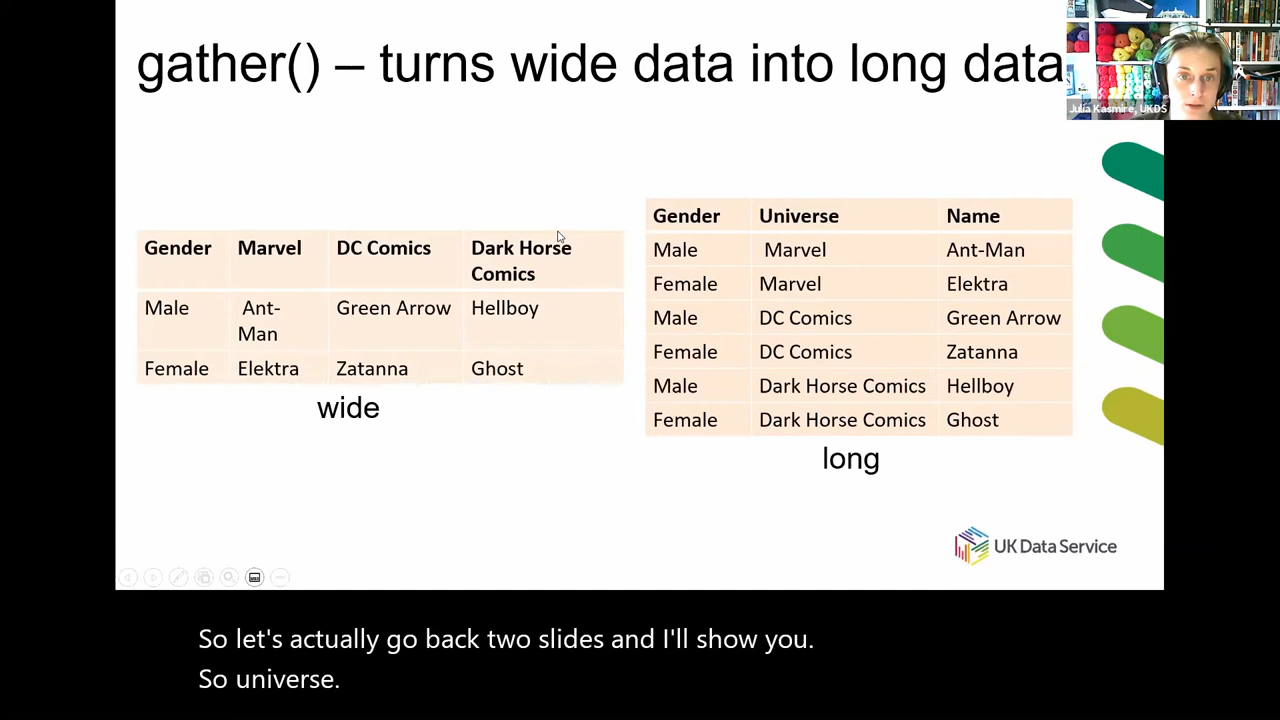 gather() – turns wide data into long data
Julia Kasmire, UKDS
Gender Marvel DC Comics Dark Horse
Comics
Male Ant-
Man Green Arrow Hellboy
Female Elektra Zatanna Ghost
wide
Gender Universe Name
Male Marvel Ant-Man
Female Marvel Elektra
Male DC Comics Green Arrow
Female DC Comics Zatanna
Male Dark Horse Comics Hellboy
Female Dark Horse Comics Ghost
long
UK Data Service
So let's actually go back two slides and I'll show you.
So universe.